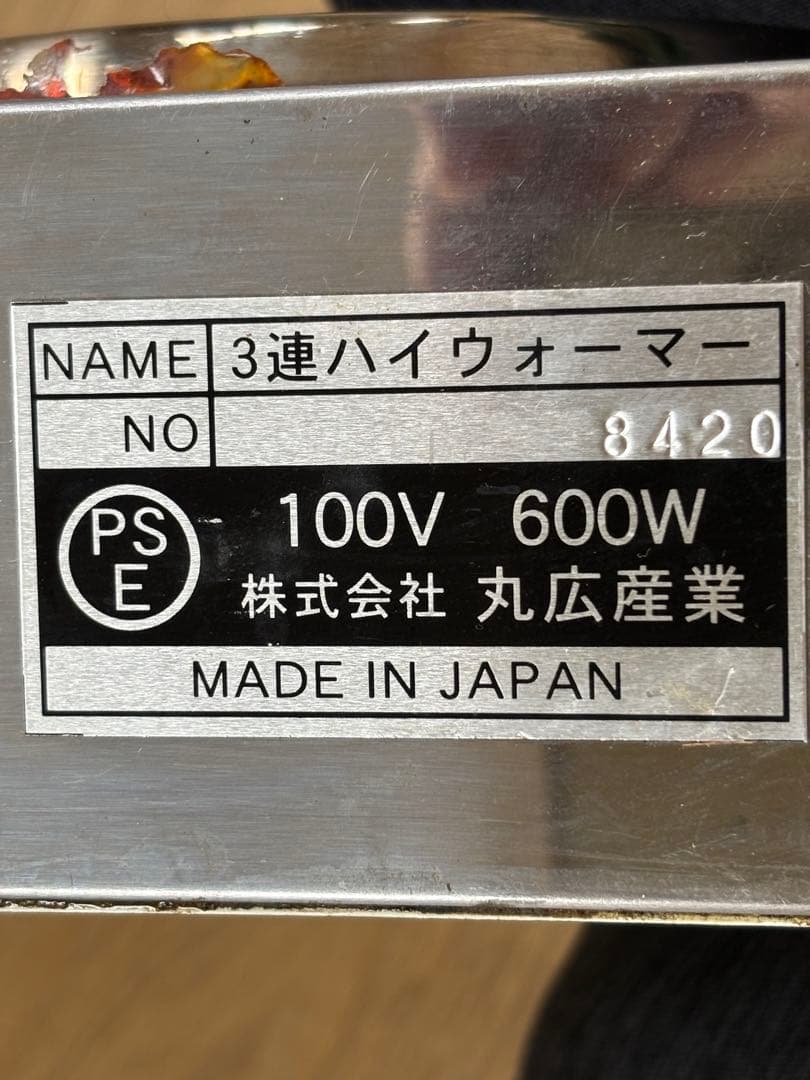 NAME 3連ハイウォーマー
NO 8420
PS
E
100V 600W
株式会社 丸広産業
MADE IN JAPAN